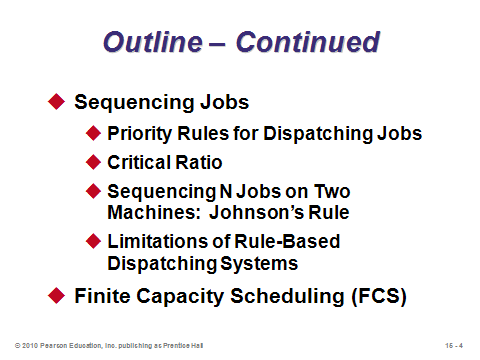 Outline – Continued
Sequencing Jobs
Priority Rules for Dispatching Jobs
Critical Ratio
Sequencing N Jobs on Two
Machines: Johnson's Rule
Limitations of Rule-Based
Dispatching Systems
Finite Capacity Scheduling (FCS)
© 2010 Pearson Education, Inc. publishing as Prentice Hall
15 - 4